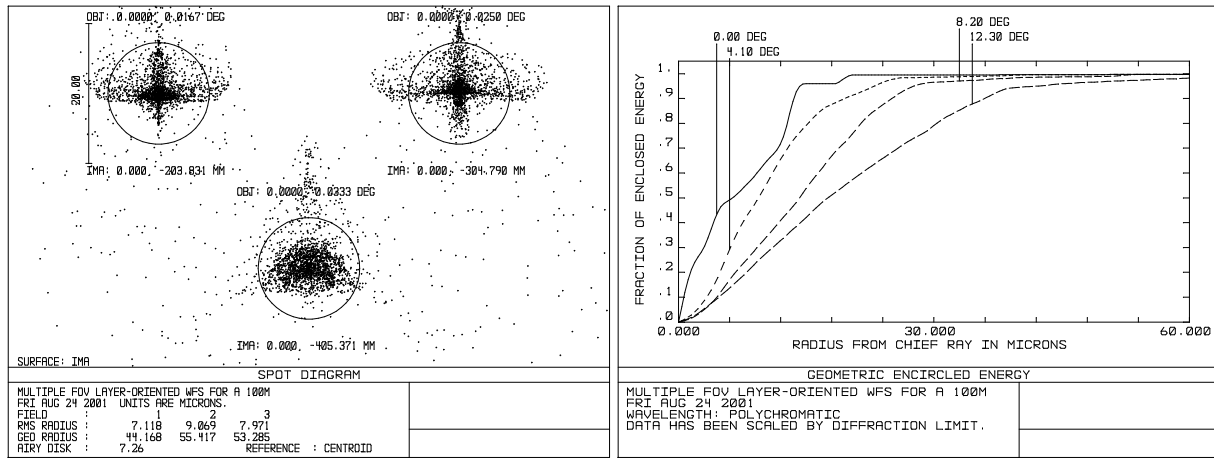 OBJ: 0.0000, 0.0167 DEG
OBJ: 0.0000, 0.0250 DEG
20.00
IMA: 0.000, -203.831 MM
IMA: 0.000, -304.790 MM
OBJ: 0.0000, 0.0333 DEG
IMA: 0.000, -405.371 MM
SURFACE: IMA
SPOT DIAGRAM
MULTIPLE FOV LAYER-ORIENTED WFS FOR A 100M
FRI AUG 24 2001 UNITS ARE MICRONS.
FIELD : 1 2 3
RMS RADIUS : 7.118 9.069 7.971
GEO RADIUS : 44.168 55.417 53.285
AIRY DISK : 7.26 REFERENCE : CENTROID
0.00 DEG
4.10 DEG
8.20 DEG
12.30 DEG
FRACTION OF ENCLOSED ENERGY
1.
.9
.8
.7
.6
.5
.4
.3
.2
.1
.0
0.000 30.000 60.000
RADIUS FROM CHIEF RAY IN MICRONS
GEOMETRIC ENCIRCLED ENERGY
MULTIPLE FOV LAYER-ORIENTED WFS FOR A 100M
FRI AUG 24 2001
WAVELENGTH: POLYCHROMATIC
DATA HAS BEEN SCALED BY DIFFRACTION LIMIT.